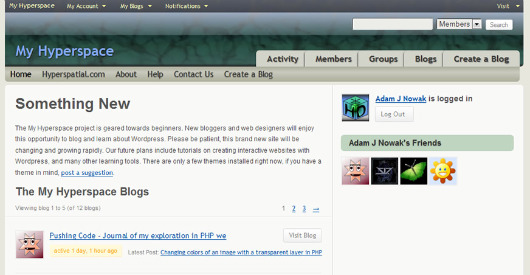 My Hyperspace My Account My Blogs Notifications Visit
Members Search
My Hyperspace
Activity Members Groups Blogs Create a Blog
Home Hyperspatial.com About Help Contact Us Create a Blog
Something New
The My Hyperspace project is geared towards beginners. New bloggers and web designers will enjoy
this opportunity to blog and learn about Wordpress. Please be patient, this brand new site will be
changing and growing rapidly. Our future plans include tutorials on creating interactive websites with
Wordpress, and many other learning tools. There are only a few themes installed right now, if you have a
theme in mind, post a suggestion.
The My Hyperspace Blogs
Viewing blog 1 to 5 (of 12 blogs) 1 2 3 →
Pushing Code - Journal of my exploration in PHP we
Visit Blog
active 1 day, 1 hour ago
Latest Post: Changing colors of an image with a transparent layer in PHP
Adam J Nowak is logged in
Log Out
Adam J Nowak's Friends